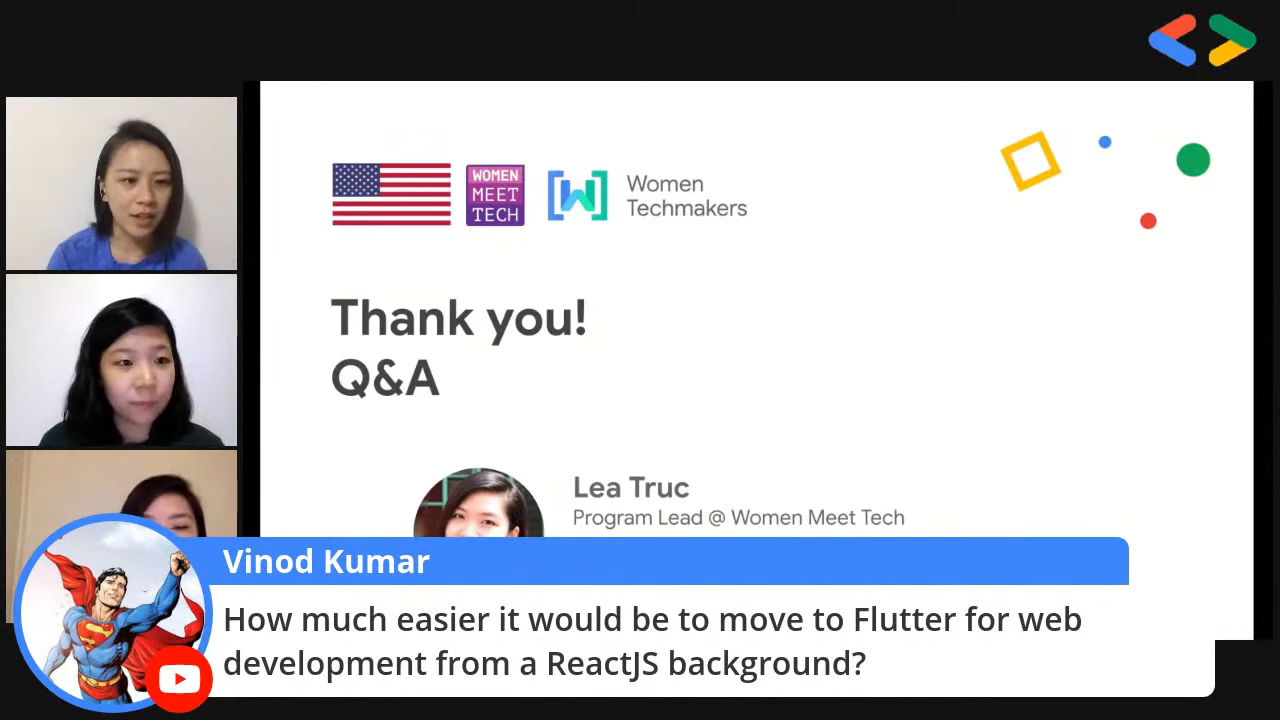 WOMEN
MEET
TECH
Women
Techmakers
Thank you!
Q&A
Lea Truc
Program Lead @ Women Meet Tech
Vinod Kumar
How much easier it would be to move to Flutter for web
development from a ReactJS background?